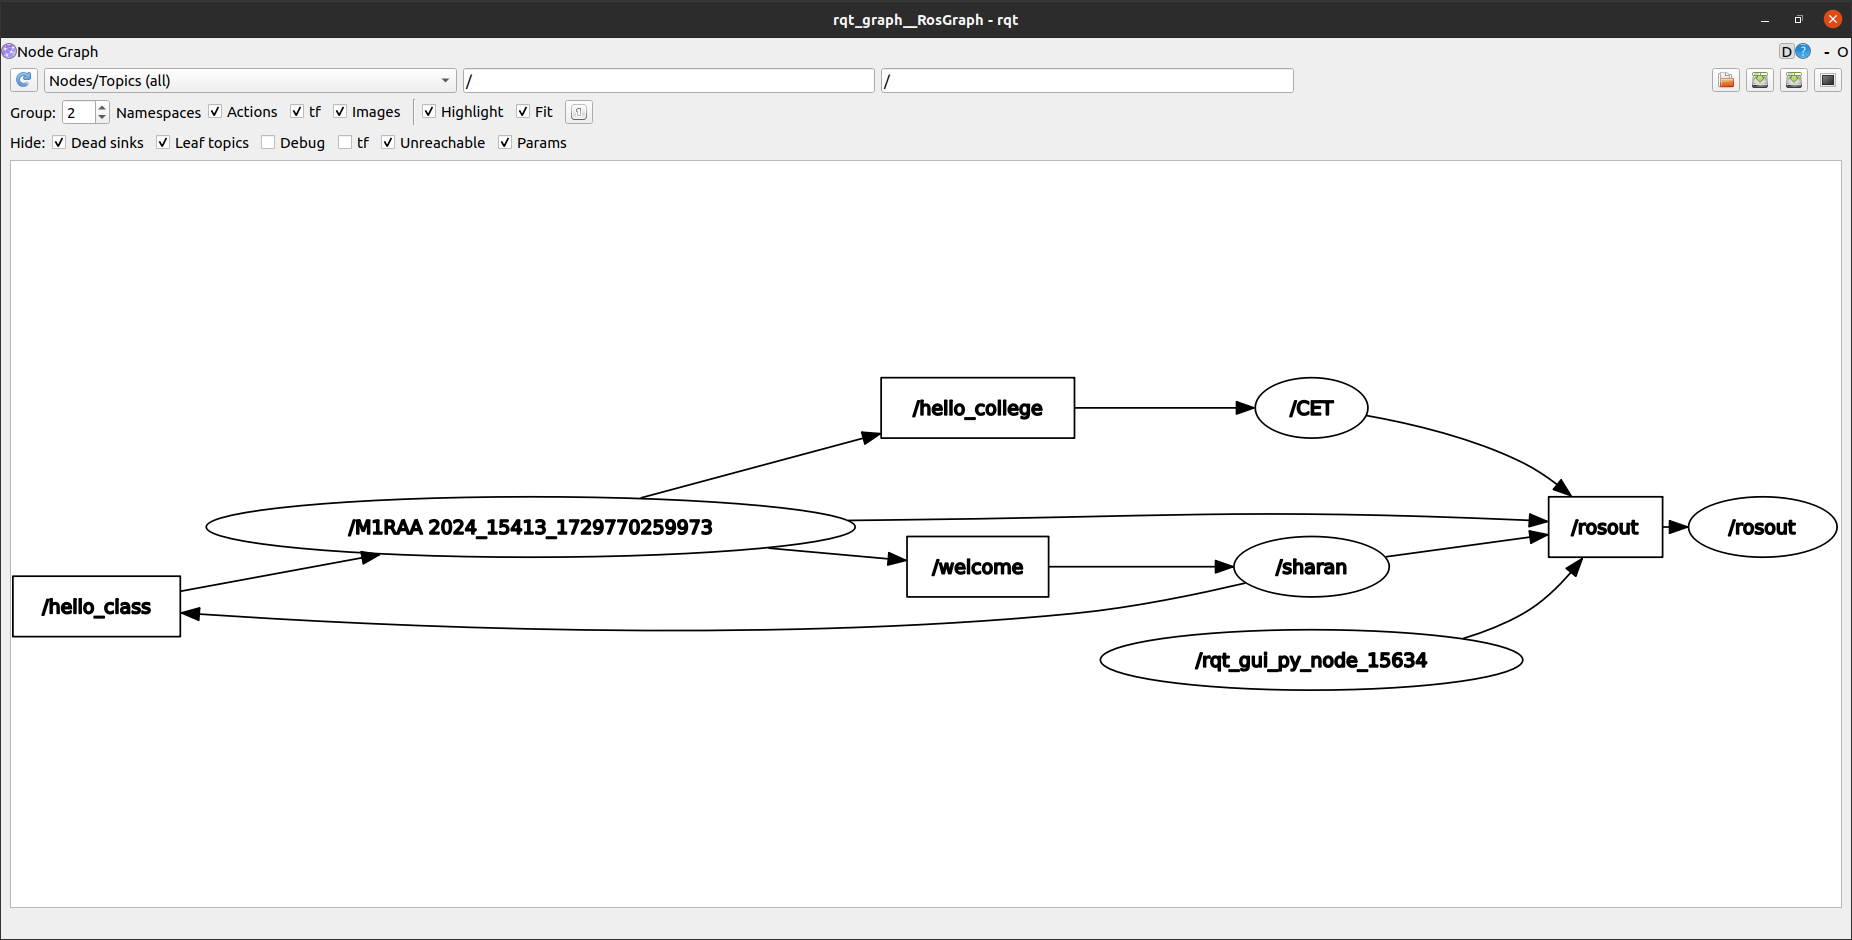 rqt_graph__RosGraph - rqt
Node Graph
D ? - O
Nodes/Topics (all) / /
Group: 2 Namespaces Actions tf Images Highlight Fit
Hide: Dead sinks Leaf topics Debug tf Unreachable Params
/hello_college /CET
/M1RAA 2024_15413_1729770259973 /rosout /rosout
/welcome /sharan
/hello_class
/rqt_gui_py_node_15634